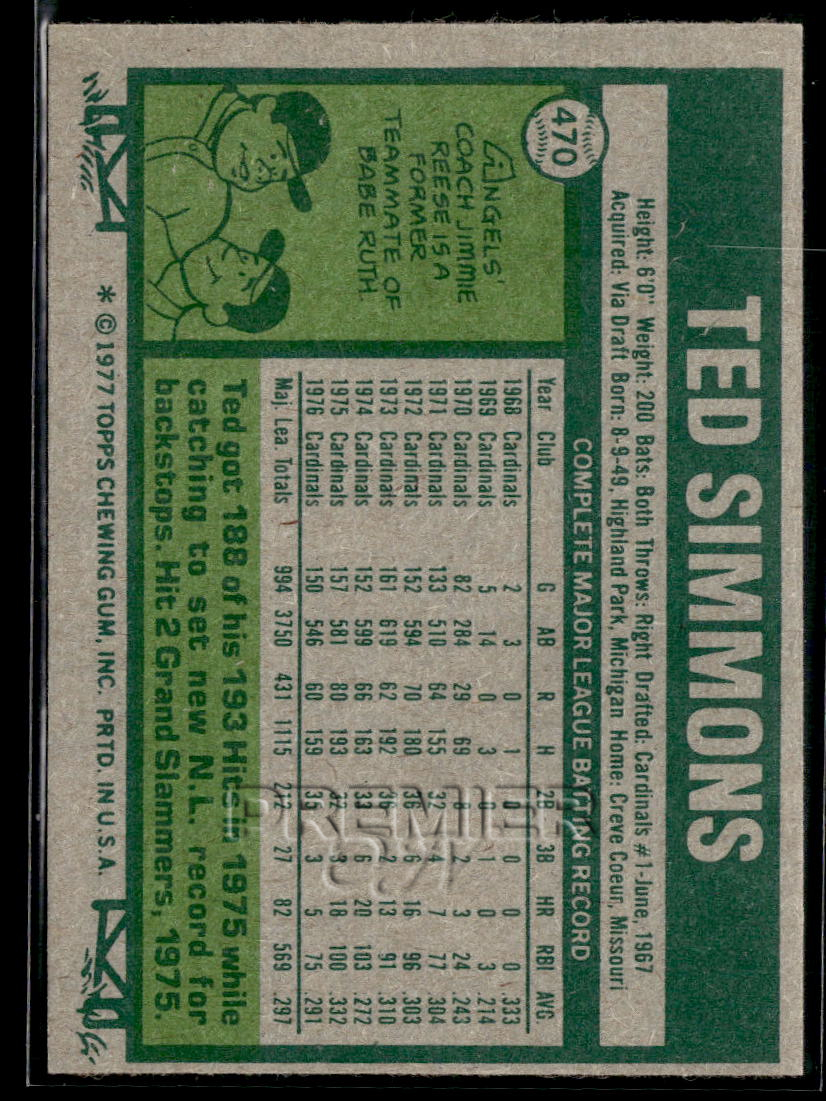 TED SIMMONS
470
Height: 6'0" Weight: 200 Bats: Both Throws: Right Drafted: Cardinals #1-June, 1967
Acquired: Via Draft Born: 8-9-49, Highland Park, Michigan Home: Creve Coeur, Missouri
COMPLETE MAJOR LEAGUE BATTING RECORD
Year Club G AB R H 2B 3B HR RBI AVG.
1968 Cardinals 2 3 0 1 0 0 0 0 .333
1969 Cardinals 5 14 0 3 0 1 0 3 .214
1970 Cardinals 82 284 29 69 8 2 3 24 .243
1971 Cardinals 133 510 64 155 32 4 7 77 .304
1972 Cardinals 152 594 70 180 36 6 16 96 .303
1973 Cardinals 161 619 62 192 36 2 13 91 .310
1974 Cardinals 152 599 66 163 33 6 20 103 .272
1975 Cardinals 157 581 80 193 32 3 18 100 .332
1976 Cardinals 150 546 60 159 35 3 5 75 .291
Maj. Lea. Totals 994 3750 431 1115 212 27 82 569 .297
ANGELS'
COACH JIMMIE
REESE IS A
FORMER
TEAMMATE OF
BABE RUTH.
Ted got 188 of his 193 Hits in 1975 while
catching to set new N.L. record for
backstops. Hit 2 Grand Slammers, 1975.
* © 1977 TOPPS CHEWING GUM, INC. PRTD. IN U.S.A.
PREMIER